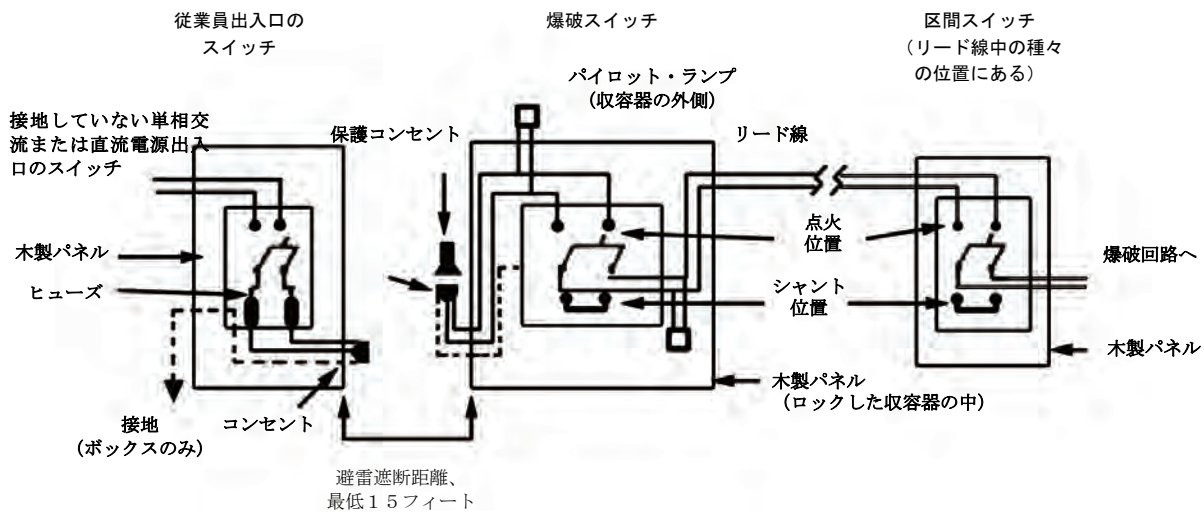 従業員出入口の
スイッチ
爆破スイッチ
区間スイッチ
(リード線中の種々
の位置にある)
パイロット・ランプ
(収容器の外側)
接地していない単相交
流または直流電源出入
口のスイッチ
保護コンセント
リード線
点火
位置
木製パネル
ヒューズ
シャント
位置
爆破回路へ
木製パネル
木製パネル
(ロックした収容器の中)
接地
(ボックスのみ)
コンセント
避雷遮断距離、
最低15フィート